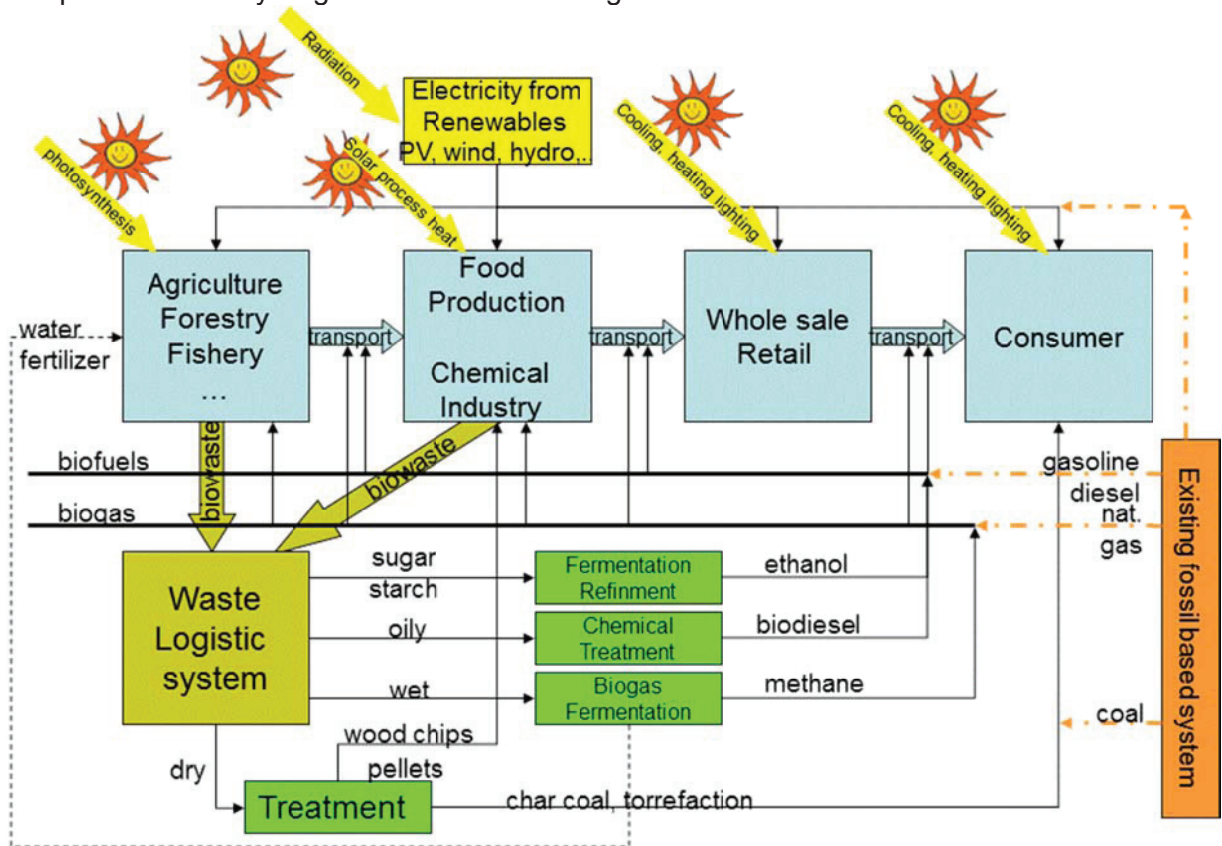 Radiation
Electricity from
Renewables
PV, wind, hydro,..
photosynthesis
Solar process heat
Cooling, heating lighting
Cooling, heating lighting
Agriculture
Forestry
Fishery
...
transport
Food
Production
Chemical
Industry
transport
Whole sale
Retail
transport
Consumer
water
fertilizer
biowaste
biowaste
biofuels
biogas
gasoline
diesel
nat.
gas
coal
Existing fossil based system
Waste
Logistic
system
sugar
starch
oily
wet
dry
Fermentation
Refinment
Chemical
Treatment
Biogas
Fermentation
ethanol
biodiesel
methane
wood chips
pellets
Treatment
char coal, torrefaction